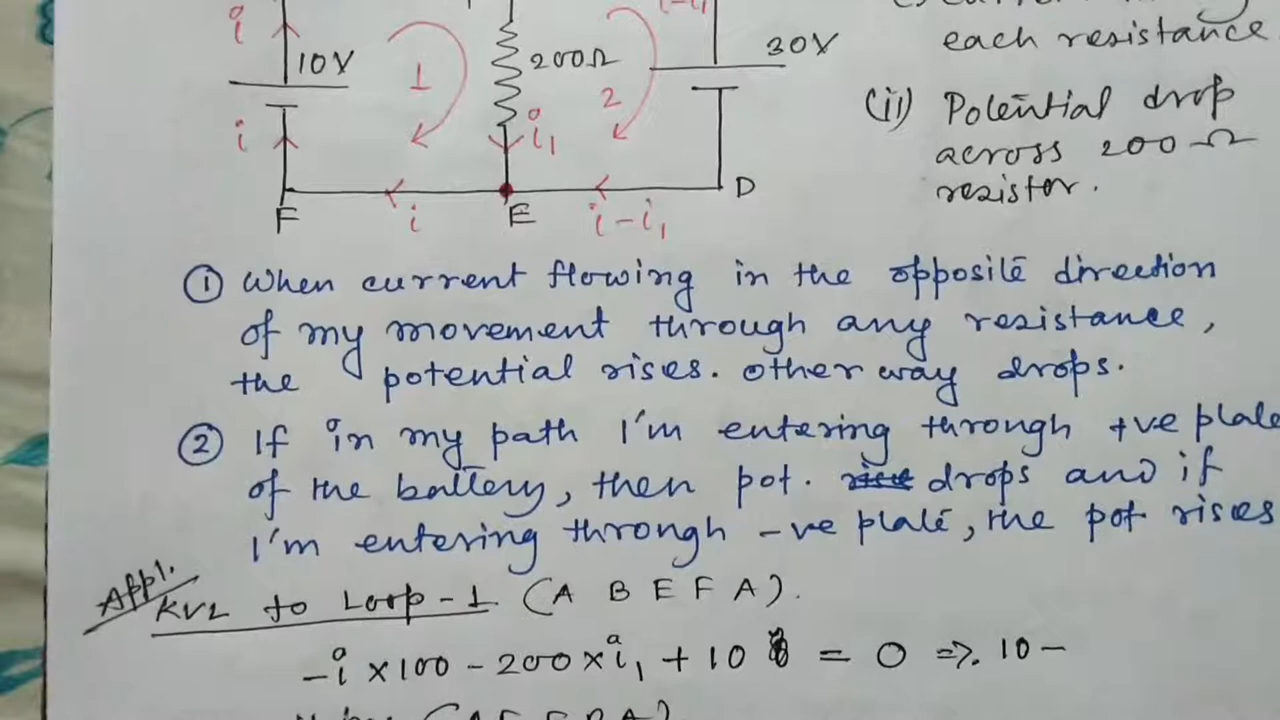 i
10V
1
200Ω
2
i-i1
30V
each resistance
(ii) Potential drop
across 200Ω
resistor.
i
i1
F
i
E
i-i1
D
① When current flowing in the opposite direction
of my movement through any resistance,
the potential rises. other way drops.
② If in my path I'm entering through +ve plate
of the battery, then pot. drops and if
I'm entering through -ve plate, the pot rises
Appl.
KVL to Loop-1 (A B E F A).
-i × 100 - 200 × i1 + 10 = 0 ⇒ 10 -